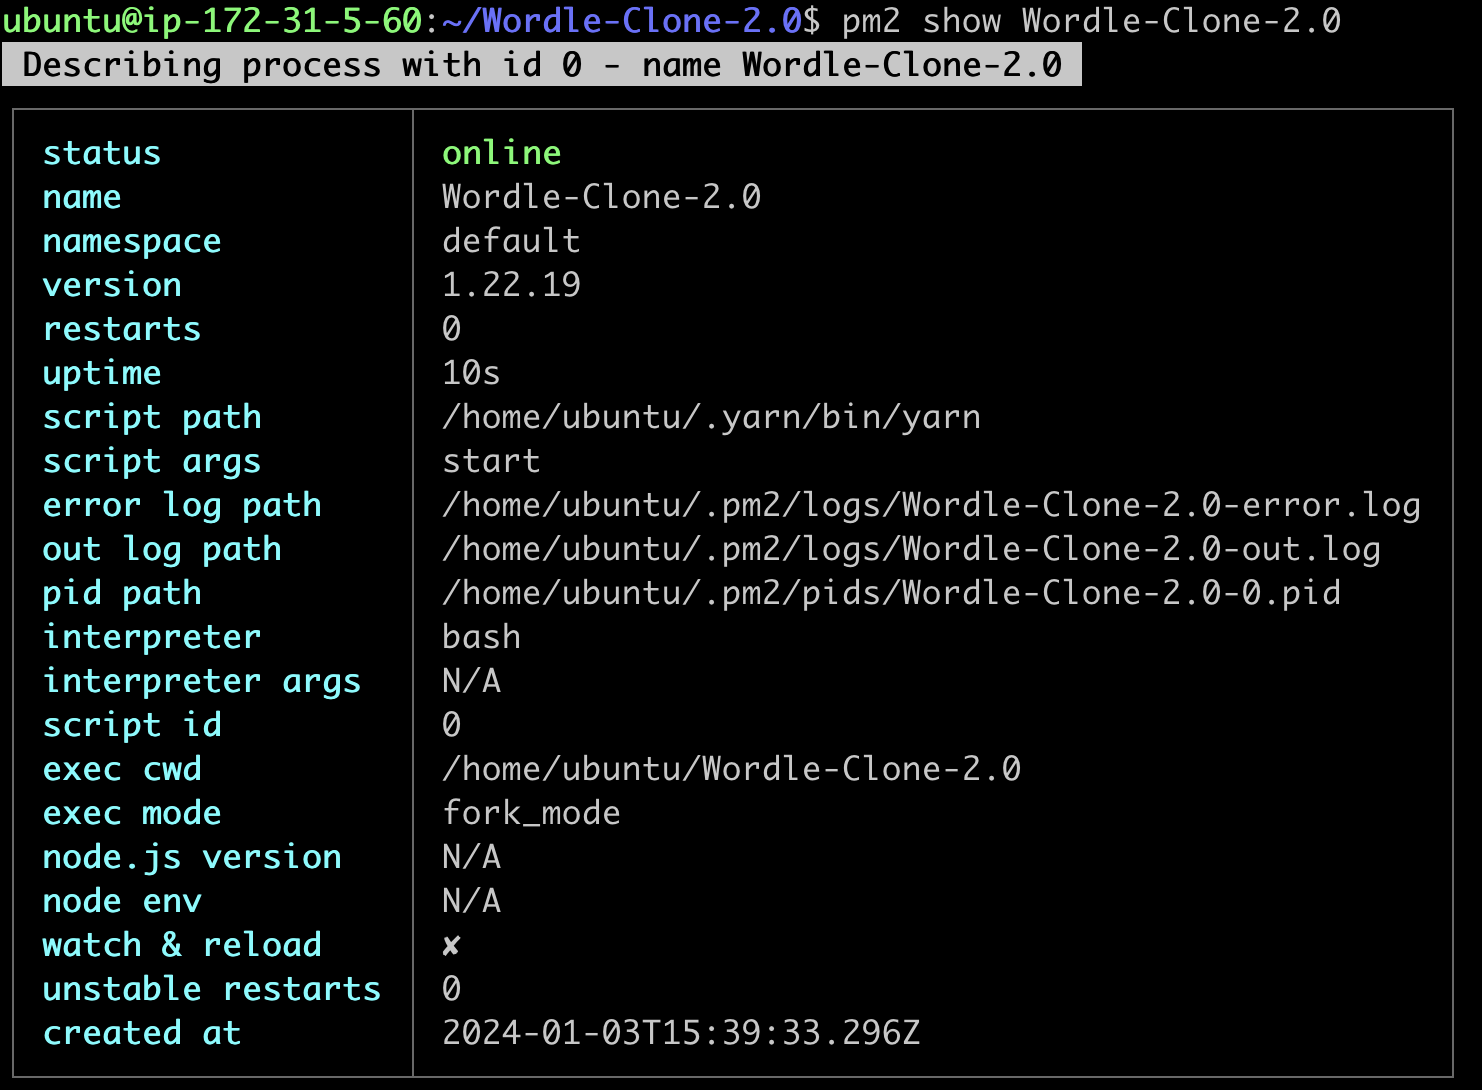 ubuntu@ip-172-31-5-60:~/Wordle-Clone-2.0$ pm2 show Wordle-Clone-2.0
Describing process with id 0 - name Wordle-Clone-2.0
status online
name Wordle-Clone-2.0
namespace default
version 1.22.19
restarts 0
uptime 10s
script path /home/ubuntu/.yarn/bin/yarn
script args start
error log path /home/ubuntu/.pm2/logs/Wordle-Clone-2.0-error.log
out log path /home/ubuntu/.pm2/logs/Wordle-Clone-2.0-out.log
pid path /home/ubuntu/.pm2/pids/Wordle-Clone-2.0-0.pid
interpreter bash
interpreter args N/A
script id 0
exec cwd /home/ubuntu/Wordle-Clone-2.0
exec mode fork_mode
node.js version N/A
node env N/A
watch & reload ✘
unstable restarts 0
created at 2024-01-03T15:39:33.296Z